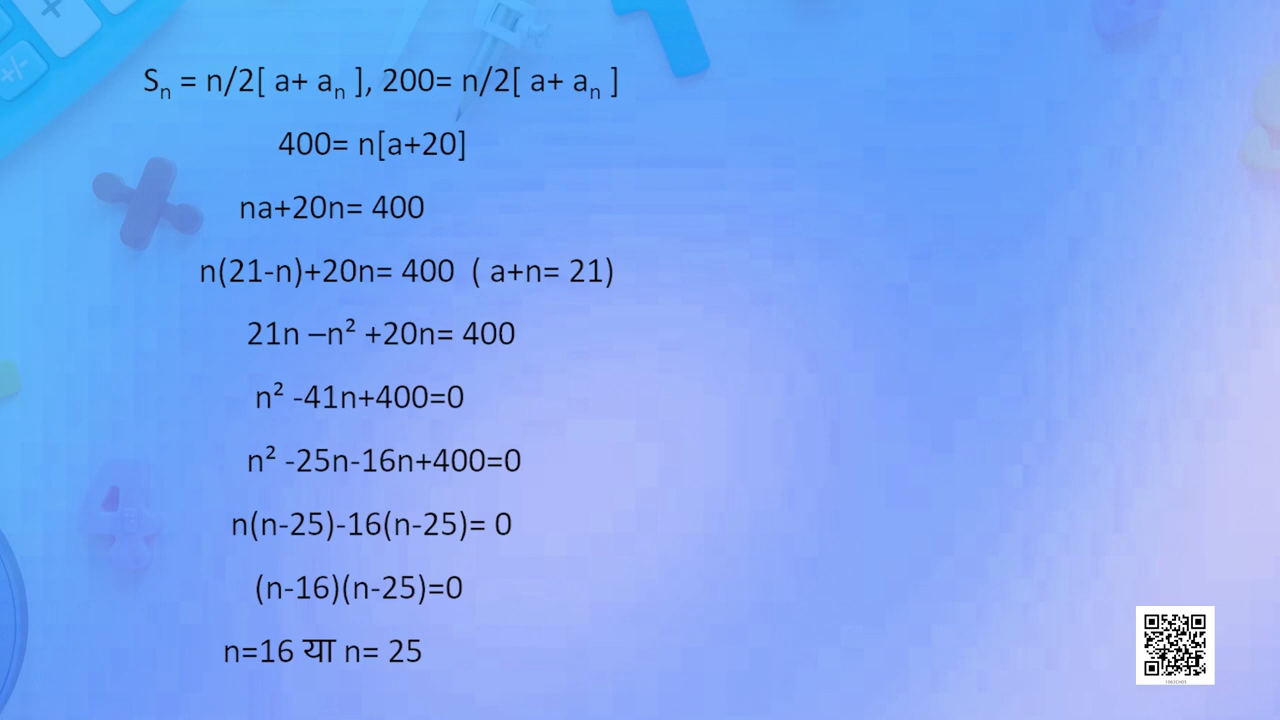 Sₙ = n/2[ a+ aₙ ], 200= n/2[ a+ aₙ ]
400= n[a+20]
na+20n= 400
n(21-n)+20n= 400 ( a+n= 21)
21n –n² +20n= 400
n² -41n+400=0
n² -25n-16n+400=0
n(n-25)-16(n-25)= 0
(n-16)(n-25)=0
n=16 या n= 25